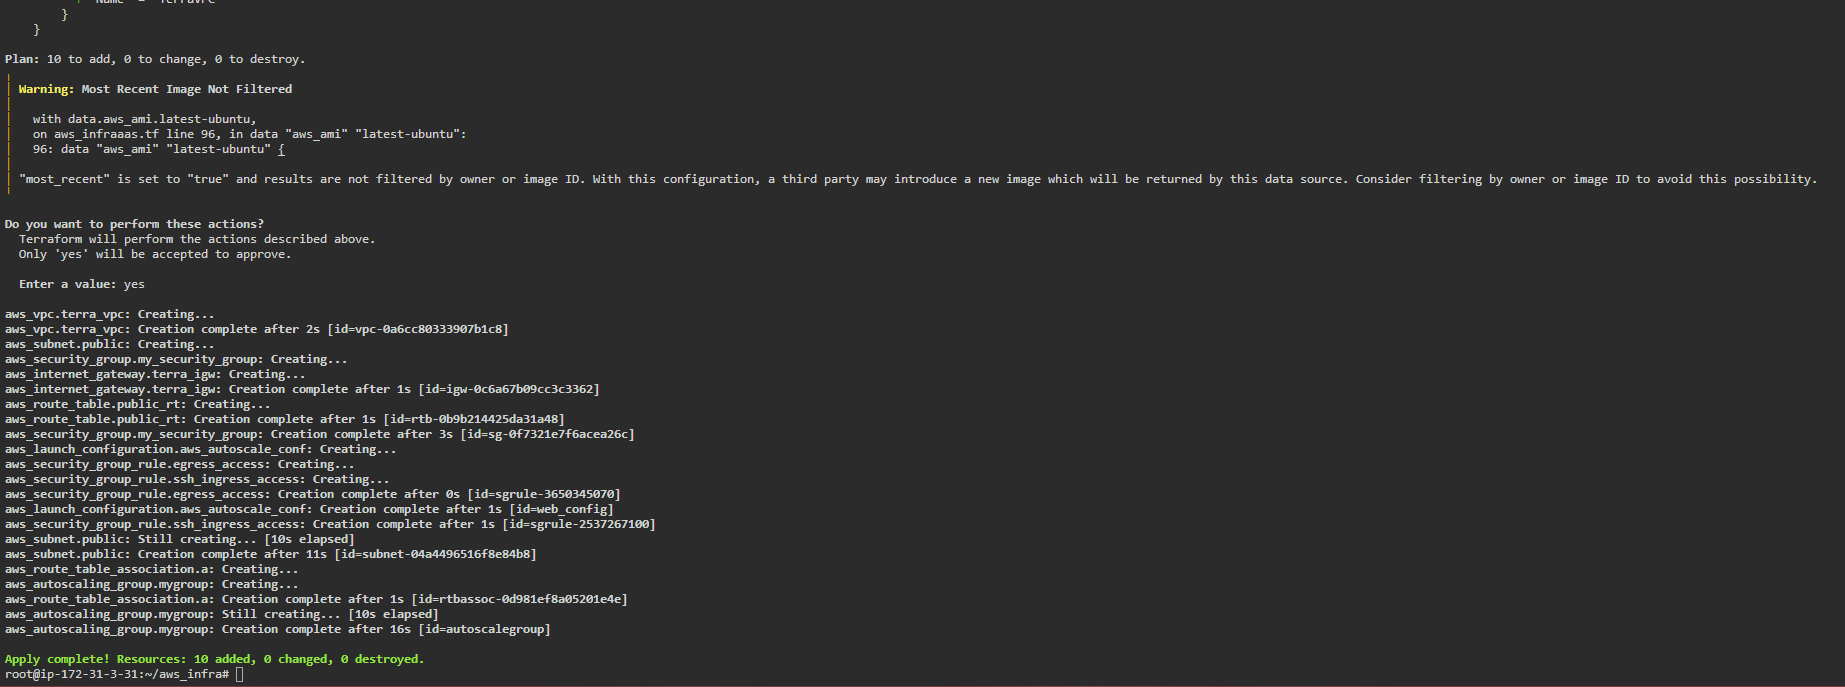 }
}
Plan: 10 to add, 0 to change, 0 to destroy.
Warning: Most Recent Image Not Filtered
with data.aws_ami.latest-ubuntu,
on aws_infraaas.tf line 96, in data "aws_ami" "latest-ubuntu":
96: data "aws_ami" "latest-ubuntu" {
"most_recent" is set to "true" and results are not filtered by owner or image ID. With this configuration, a third party may introduce a new image which will be returned by this data source. Consider filtering by owner or image ID to avoid this possibility.
Do you want to perform these actions?
Terraform will perform the actions described above.
Only 'yes' will be accepted to approve.
Enter a value: yes
aws_vpc.terra_vpc: Creating...
aws_vpc.terra_vpc: Creation complete after 2s [id=vpc-0a6cc80333907b1c8]
aws_subnet.public: Creating...
aws_security_group.my_security_group: Creating...
aws_internet_gateway.terra_igw: Creating...
aws_internet_gateway.terra_igw: Creation complete after 1s [id=igw-0c6a67b09cc3c3362]
aws_route_table.public_rt: Creating...
aws_route_table.public_rt: Creation complete after 1s [id=rtb-0b9b214425da31a48]
aws_security_group.my_security_group: Creation complete after 3s [id=sg-0f7321e7f6acea26c]
aws_launch_configuration.aws_autoscale_conf: Creating...
aws_security_group_rule.egress_access: Creating...
aws_security_group_rule.ssh_ingress_access: Creating...
aws_security_group_rule.egress_access: Creation complete after 0s [id=sgrule-3650345070]
aws_launch_configuration.aws_autoscale_conf: Creation complete after 1s [id=web_config]
aws_security_group_rule.ssh_ingress_access: Creation complete after 1s [id=sgrule-2537267100]
aws_subnet.public: Still creating... [10s elapsed]
aws_subnet.public: Creation complete after 11s [id=subnet-04a4496516f8e84b8]
aws_route_table_association.a: Creating...
aws_autoscaling_group.mygroup: Creating...
aws_route_table_association.a: Creation complete after 1s [id=rtbassoc-0d981ef8a05201e4e]
aws_autoscaling_group.mygroup: Still creating... [10s elapsed]
aws_autoscaling_group.mygroup: Creation complete after 16s [id=autoscalegroup]
Apply complete! Resources: 10 added, 0 changed, 0 destroyed.
root@ip-172-31-3-31:~/aws_infra#